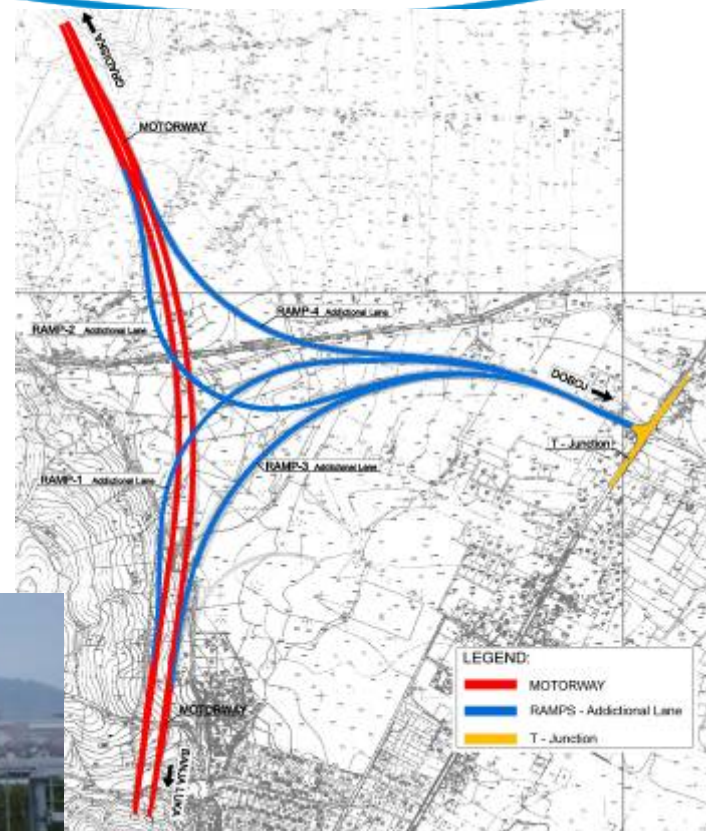 GRADIŠKA
MOTORWAY
RAMP-4 Addictional Lane
RAMP-2 Addictional Lane
DOBOJ
T - Junction
RAMP-3 Addictional Lane
RAMP-1 Addictional Lane
LEGEND:
MOTORWAY
RAMPS - Addictional Lane
T - Junction
MOTORWAY
BANJA LUKA